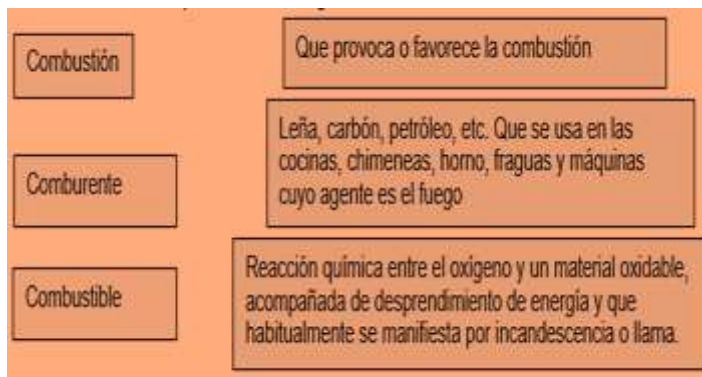 Combustión
Que provoca o favorece la combustión
Comburente
Leña, carbón, petróleo, etc. Que se usa en las
cocinas, chimeneas, horno, fraguas y máquinas
cuyo agente es el fuego
Combustible
Reacción química entre el oxígeno y un material oxidable,
acompañada de desprendimiento de energía y que
habitualmente se manifiesta por incandescencia o llama.